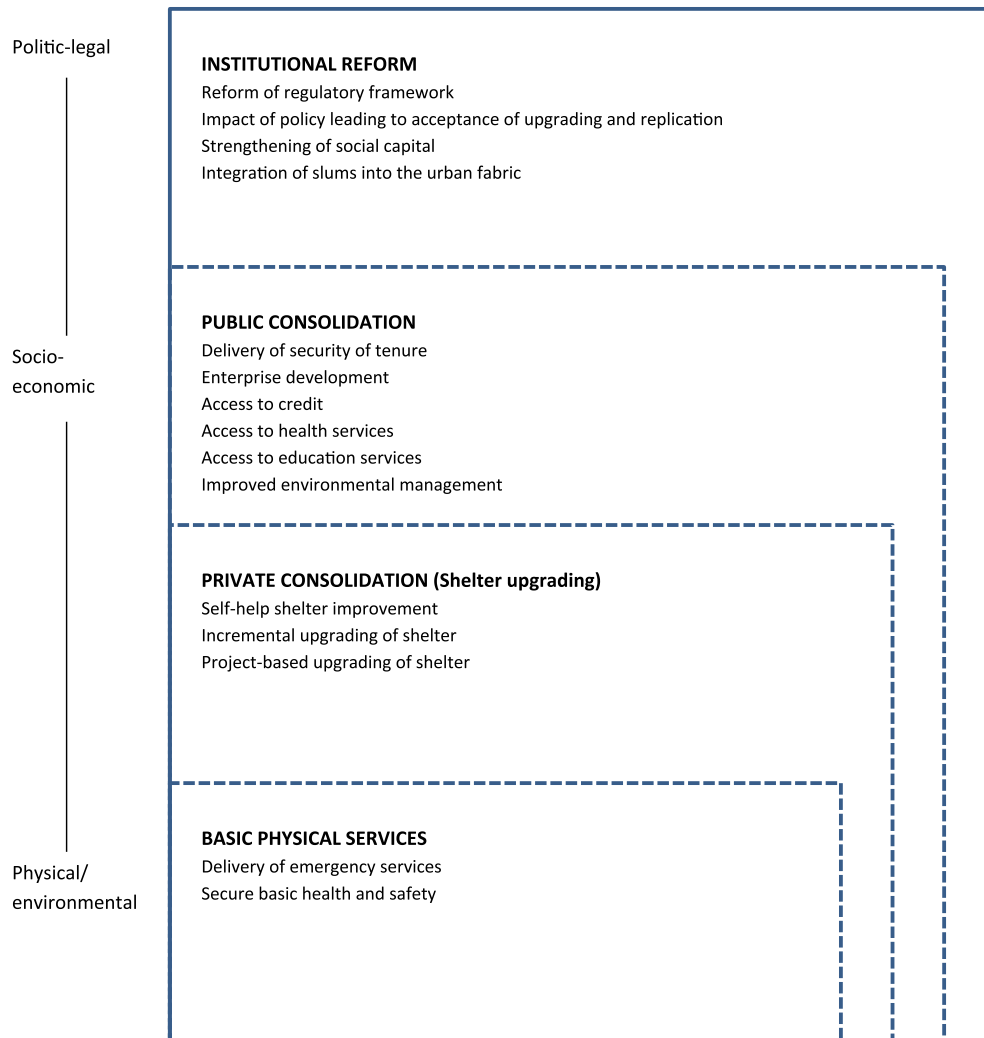 Politic-legal
INSTITUTIONAL REFORM
Reform of regulatory framework
Impact of policy leading to acceptance of upgrading and replication
Strengthening of social capital
Integration of slums into the urban fabric
PUBLIC CONSOLIDATION
Delivery of security of tenure
Socio-
economic
Enterprise development
Access to credit
Access to health services
Access to education services
Improved environmental management
PRIVATE CONSOLIDATION (Shelter upgrading)
Self-help shelter improvement
Incremental upgrading of shelter
Project-based upgrading of shelter
BASIC PHYSICAL SERVICES
Delivery of emergency services
Secure basic health and safety
Physical/
environmental